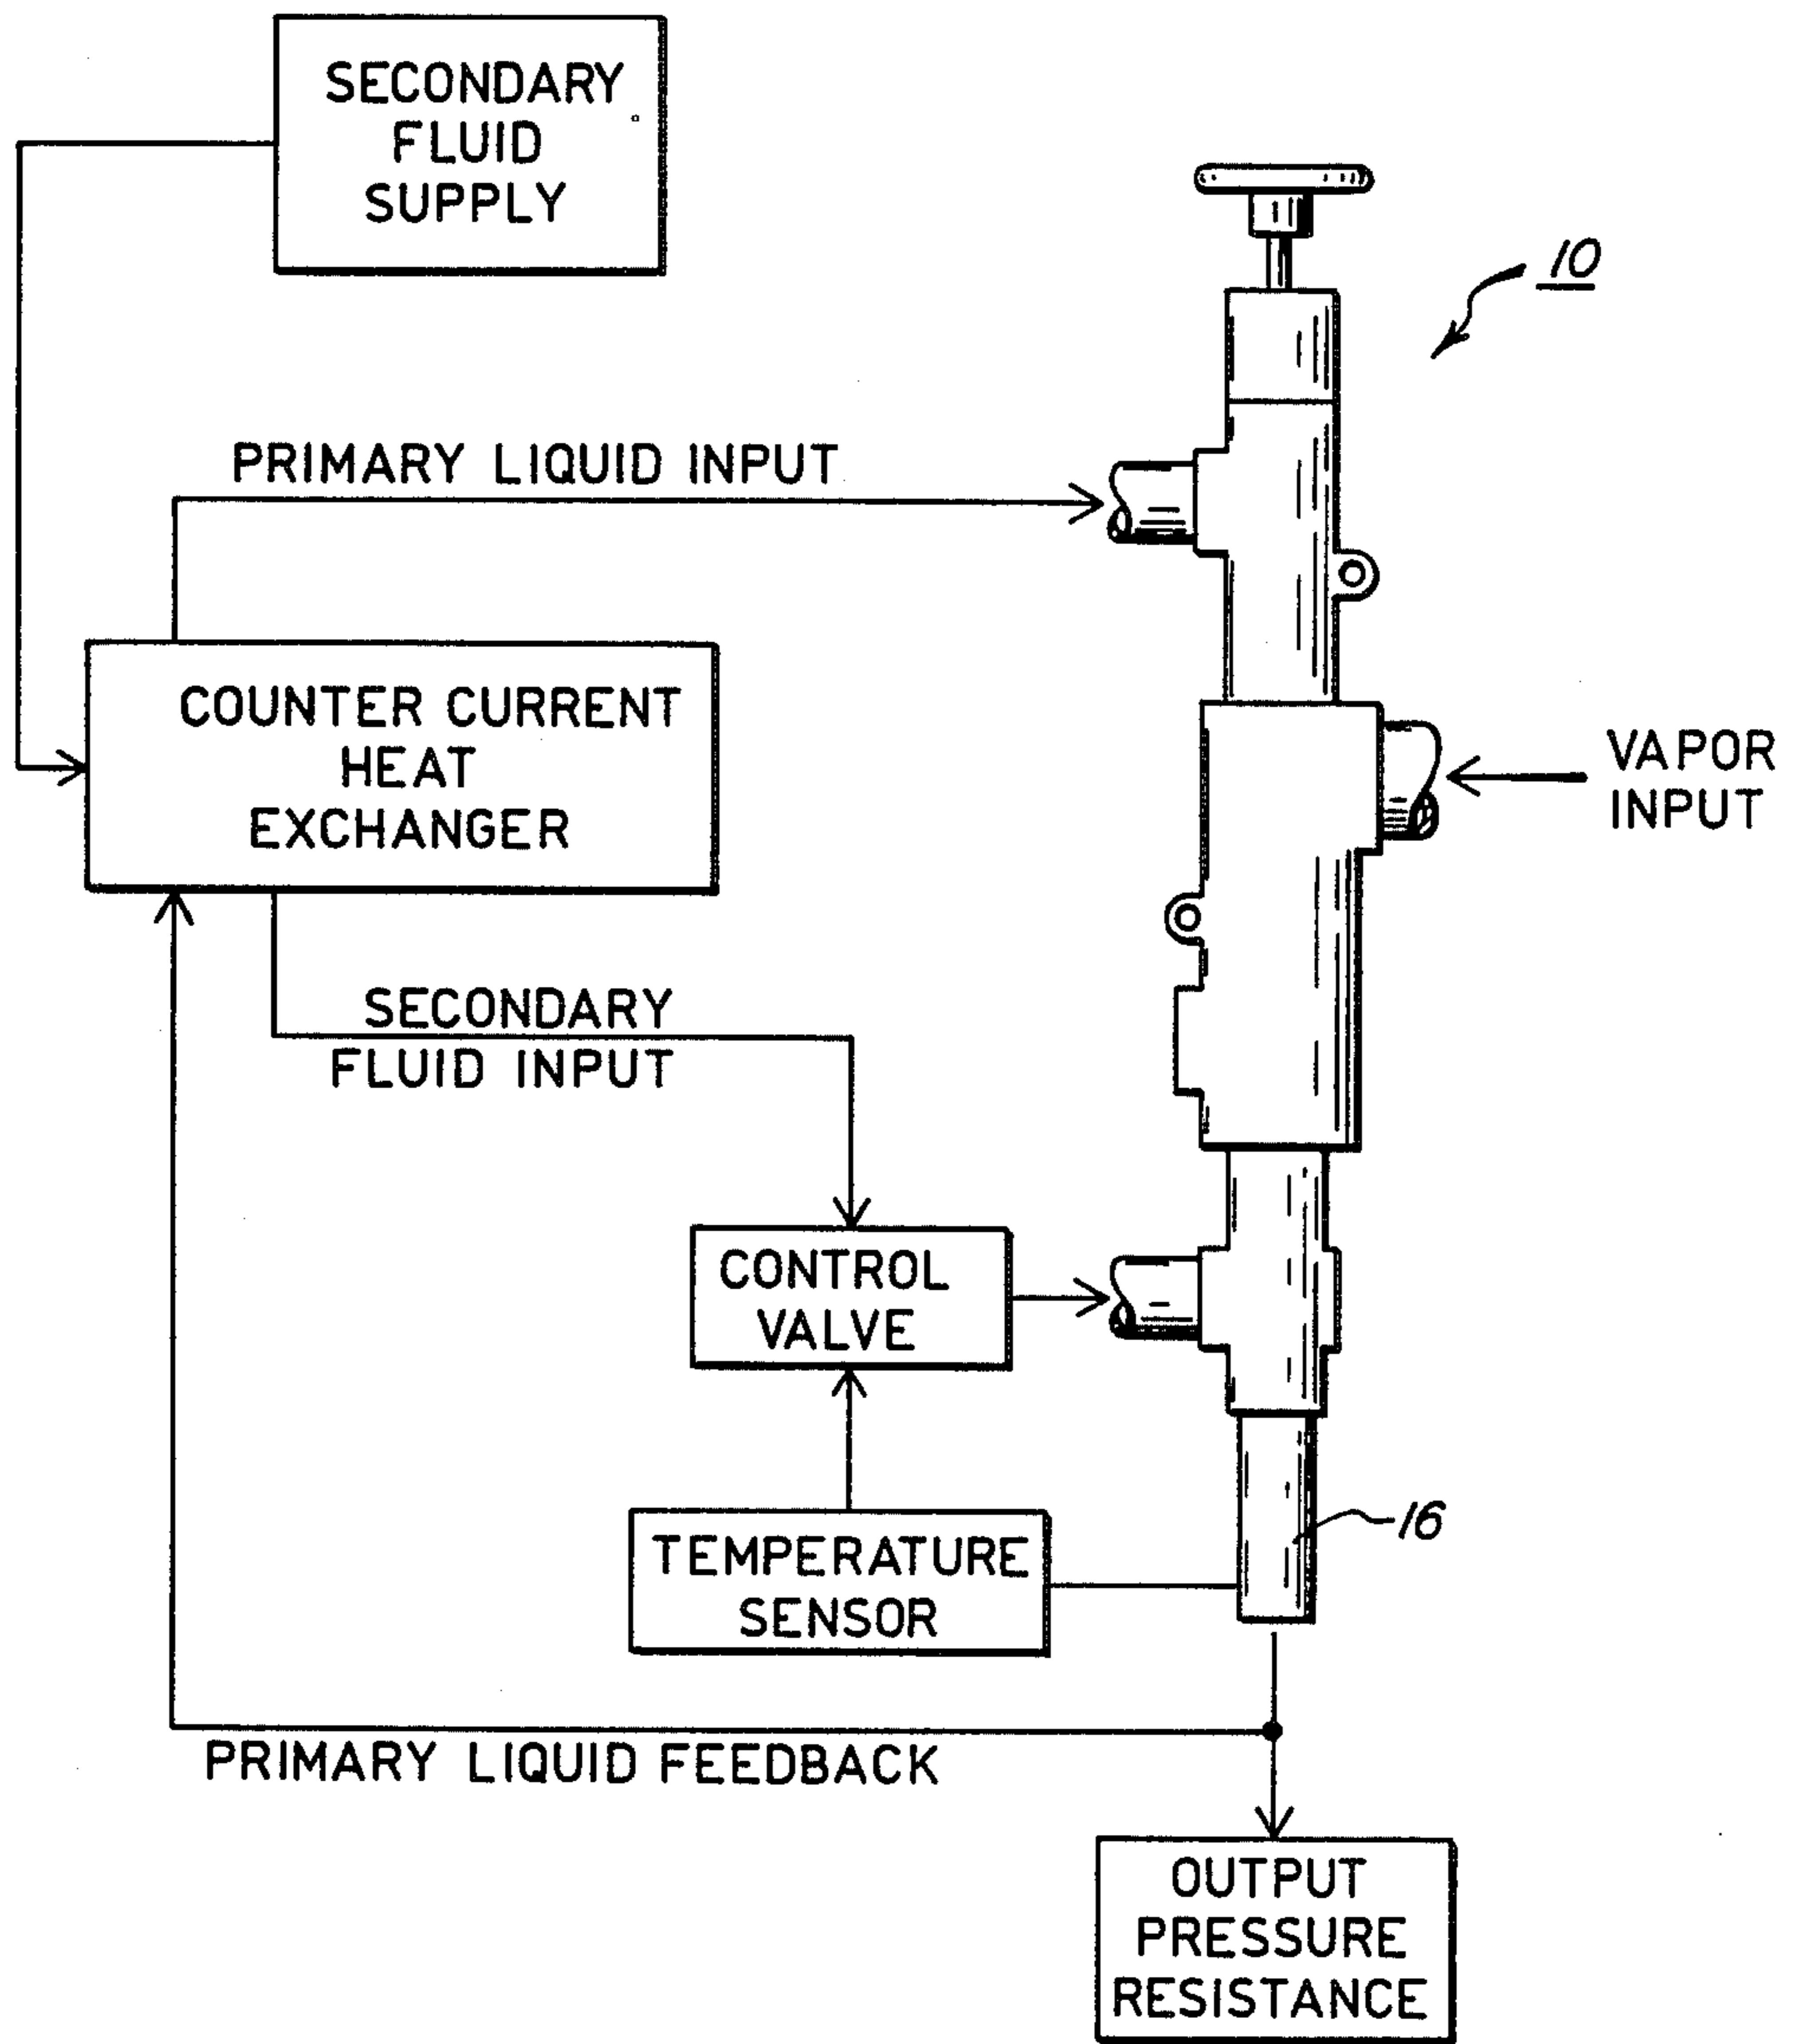 SECONDARY
FLUID
SUPPLY
10
PRIMARY LIQUID INPUT
COUNTER CURRENT
HEAT
EXCHANGER
VAPOR
INPUT
SECONDARY
FLUID INPUT
CONTROL
VALVE
TEMPERATURE
SENSOR
16
PRIMARY LIQUID FEEDBACK
OUTPUT
PRESSURE
RESISTANCE